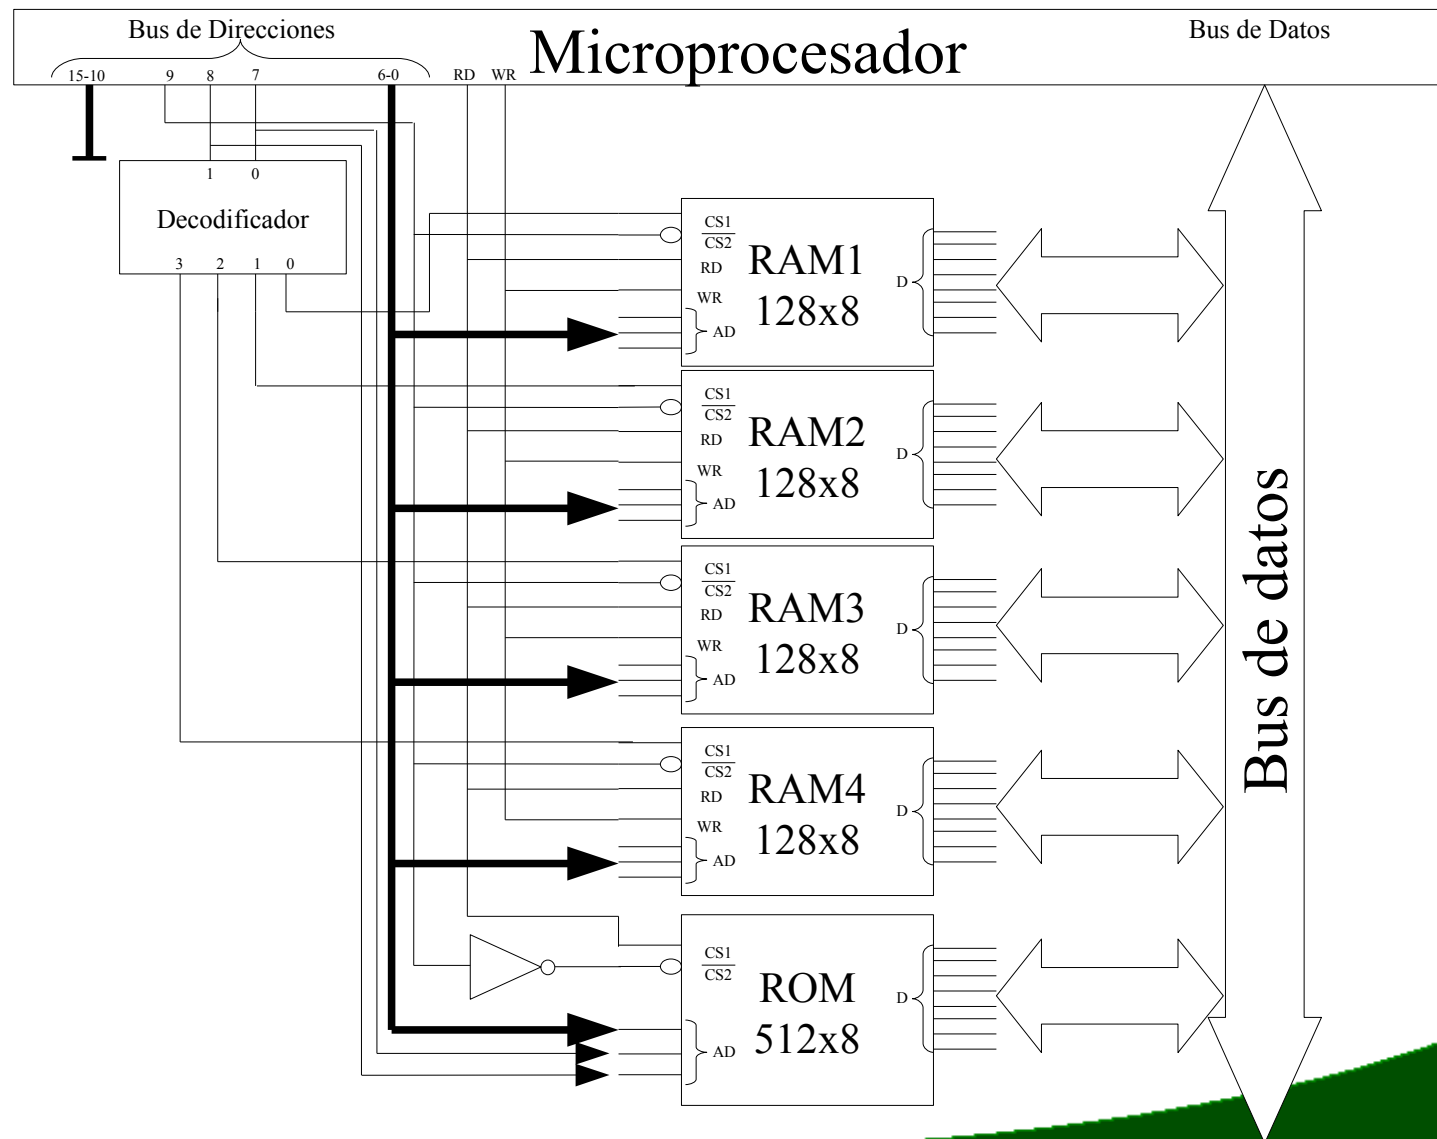 Bus de Direcciones
Microprocesador
Bus de Datos
15-10 9 8 7 6-0 RD WR
1 0
Decodificador
3 2 1 0
CS1
CS2
RD
WR
AD
RAM1
128x8
D
CS1
CS2
RD
WR
AD
RAM2
128x8
D
CS1
CS2
RD
WR
AD
RAM3
128x8
D
CS1
CS2
RD
WR
AD
RAM4
128x8
D
CS1
CS2
AD
ROM
512x8
D
Bus de datos